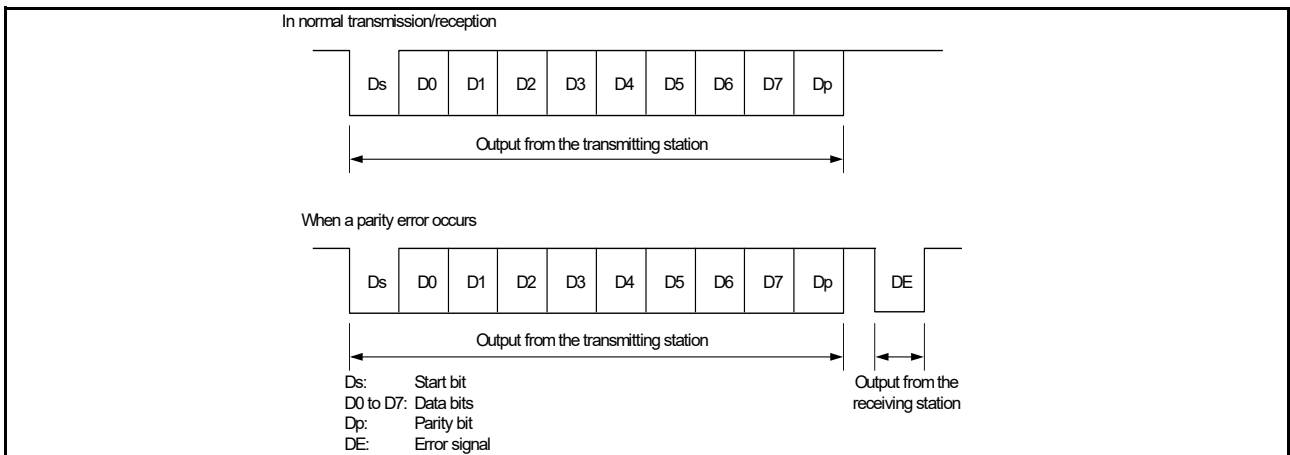 In normal transmission/reception
Ds D0 D1 D2 D3 D4 D5 D6 D7 Dp
Output from the transmitting station
When a parity error occurs
Ds D0 D1 D2 D3 D4 D5 D6 D7 Dp DE
Output from the transmitting station
Output from the
receiving station
Ds: Start bit
D0 to D7: Data bits
Dp: Parity bit
DE: Error signal